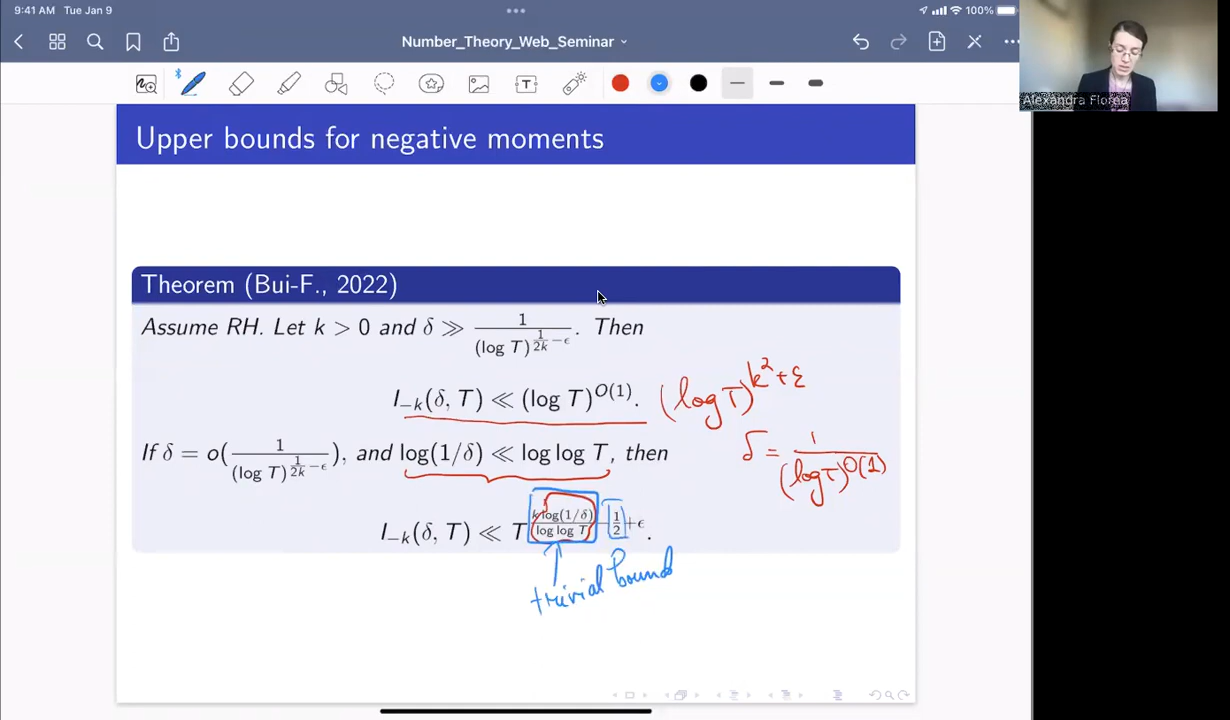 9:41 AM Tue Jan 9
100%
Number_Theory_Web_Seminar
Alexandra Florea
Upper bounds for negative moments
Theorem (Bui-F., 2022)
Assume RH. Let k > 0 and δ ≫ 1/(log T)^{1/2k − ε}. Then
I_{−k}(δ, T) ≪ (log T)^{O(1)}. (log T)^{k²+ε}
If δ = o(1/(log T)^{1/2k − ε}), and log(1/δ) ≪ log log T, then δ = 1/(log T)^{O(1)}
I_{−k}(δ, T) ≪ T^{k log(1/δ)/log log T − 1/2 + ε}.
trivial bound